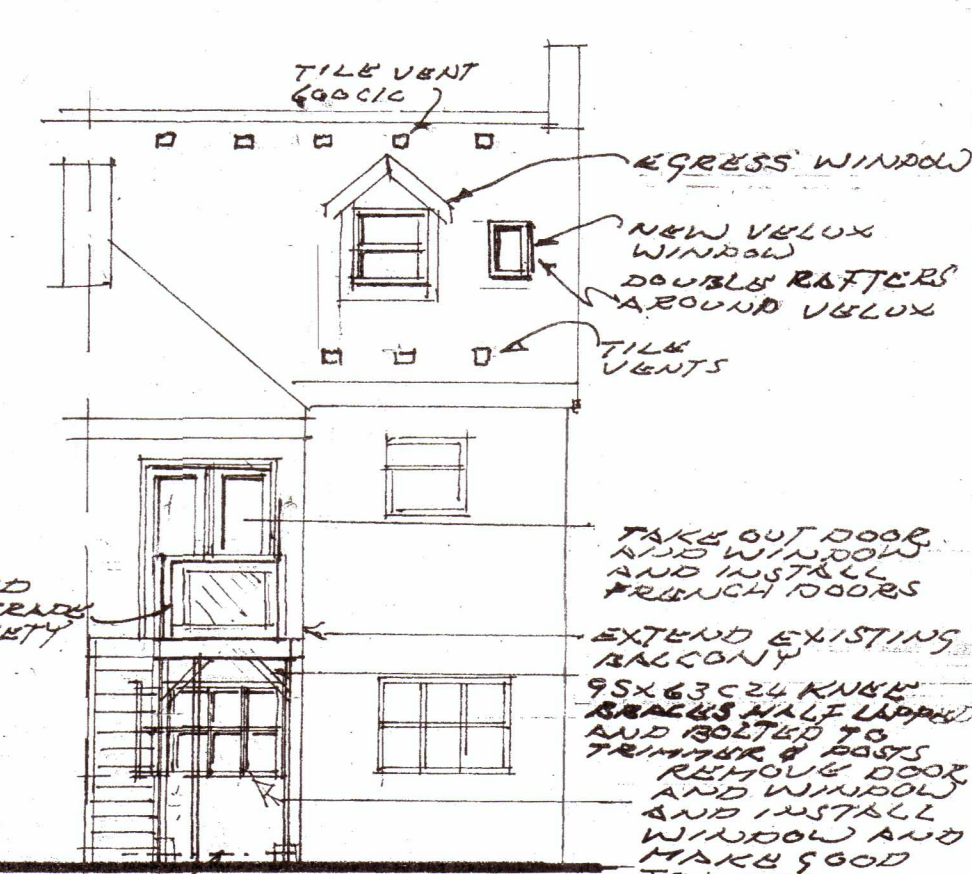 TILE VENT
600 C/C
EGRESS WINDOW
NEW VELUX
WINDOW
DOUBLE RAFTERS
AROUND VELUX
TILE
VENTS
TAKE OUT DOOR
AND WINDOW
AND INSTALL
FRENCH DOORS
EXTEND EXISTING
BALCONY
95X63 C24 KNEE
BRACES HALF LAPPED
AND BOLTED TO
TRIMMER & POSTS
REMOVE DOOR
AND WINDOW
AND INSTALL
WINDOW AND
MAKE GOOD